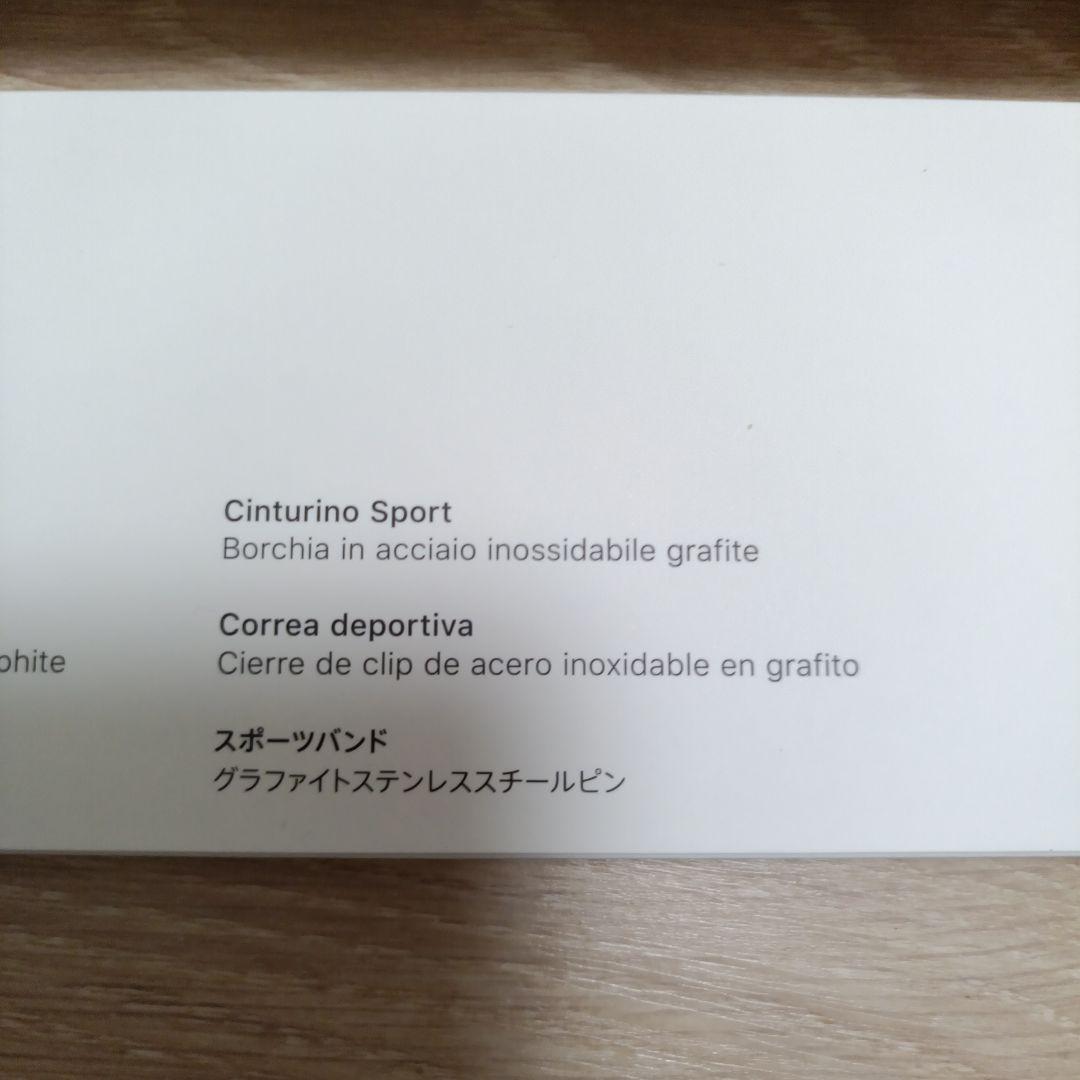 Cinturino Sport
Borchia in acciaio inossidabile grafite
Correa deportiva
Cierre de clip de acero inoxidable en grafito
スポーツバンド
グラファイトステンレススチールピン